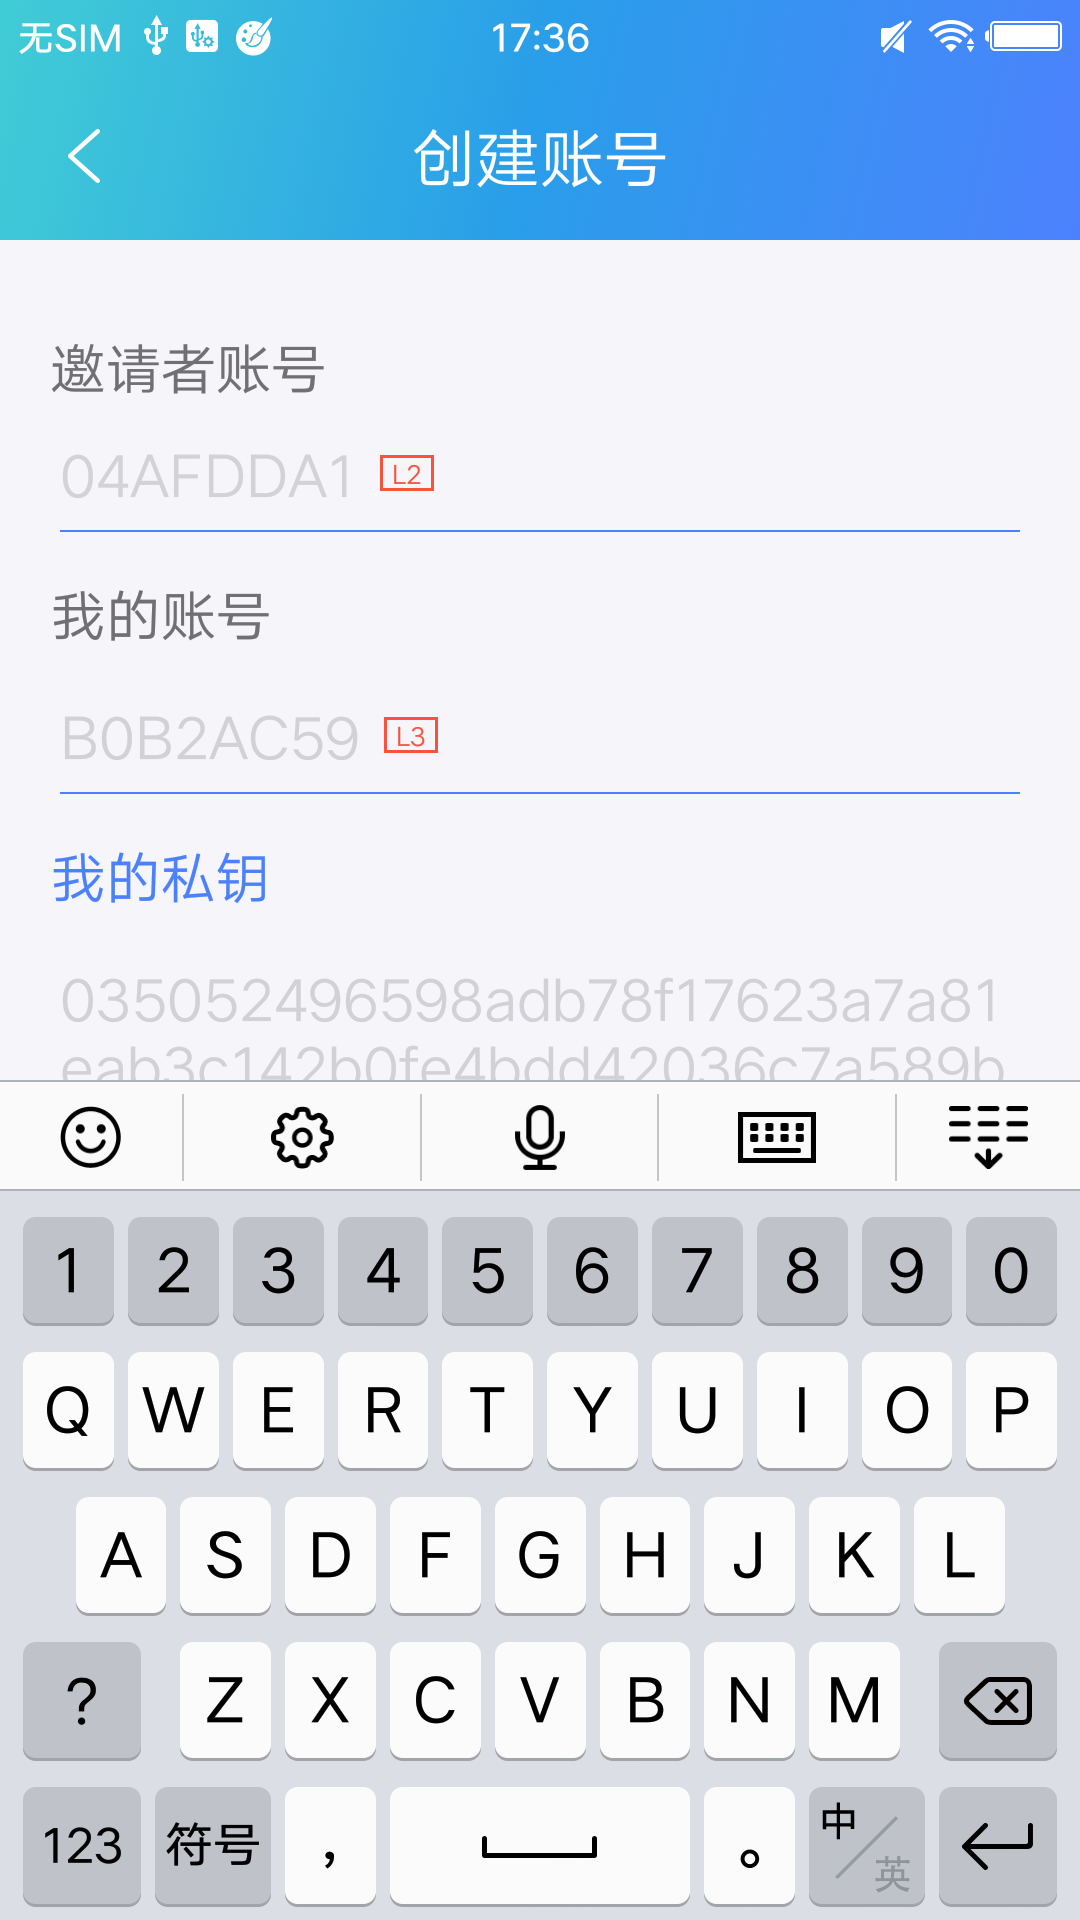 无SIM 17:36
创建账号
邀请者账号
04AFDDA1 L2
我的账号
B0B2AC59 L3
我的私钥
035052496598adb78f17623a7a81
eab3c142b0fe4bdd42036c7a589b
1 2 3 4 5 6 7 8 9 0
Q W E R T Y U I O P
A S D F G H J K L
? Z X C V B N M
123 符号 ， 。 中 英